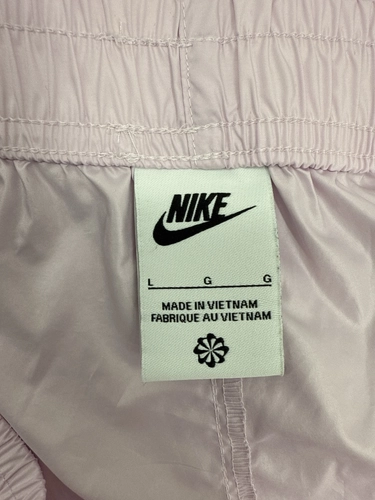 NIKE
L G G
MADE IN VIETNAM
FABRIQUE AU VIETNAM